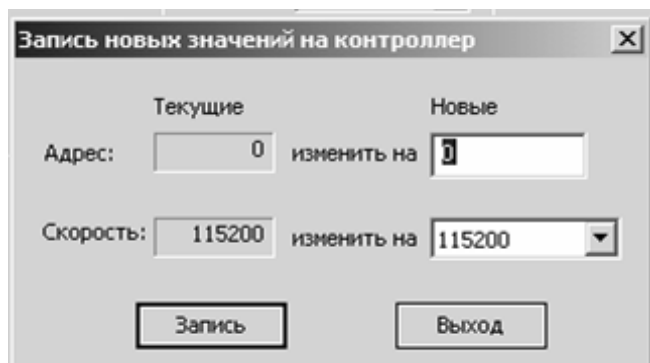 Запись новых значений на контроллер
Текущие Новые
Адрес: 0 изменить на 0
Скорость: 115200 изменить на 115200
Запись Выход